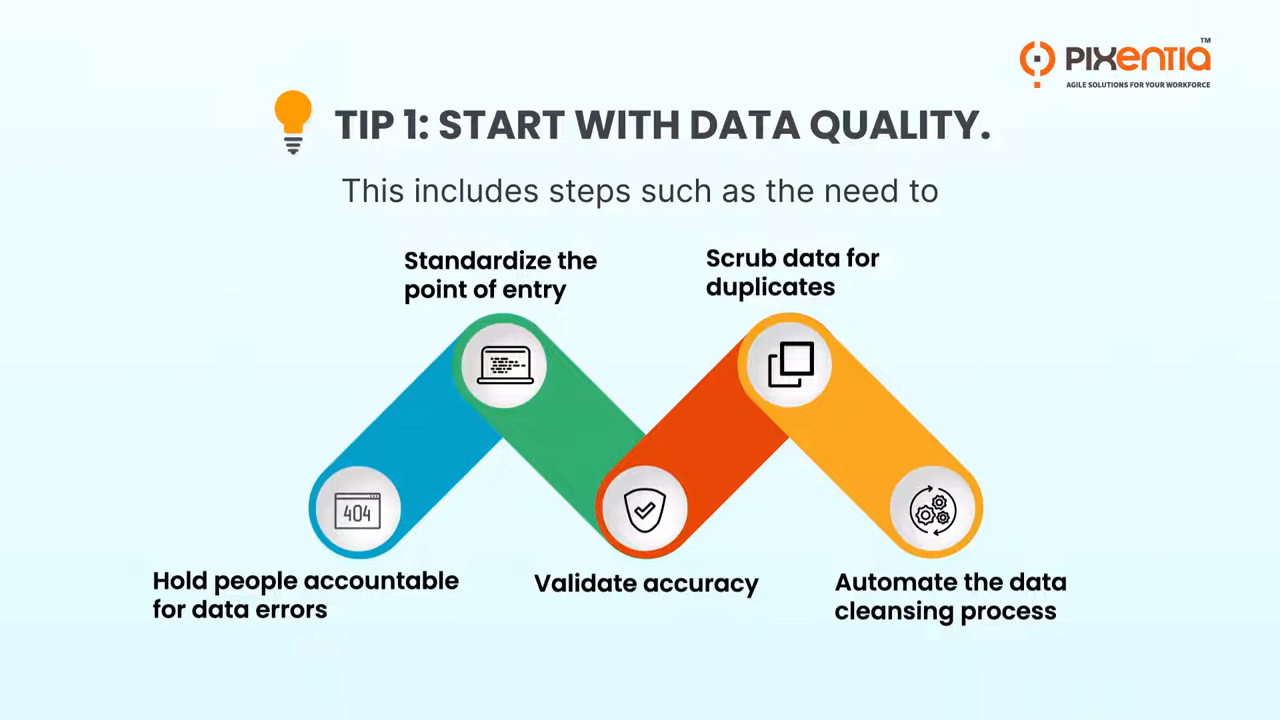 PIXENTIA™
AGILE SOLUTIONS FOR YOUR WORKFORCE
TIP 1: START WITH DATA QUALITY.
This includes steps such as the need to
Standardize the
point of entry
Scrub data for
duplicates
404
Hold people accountable
for data errors
Validate accuracy
Automate the data
cleansing process